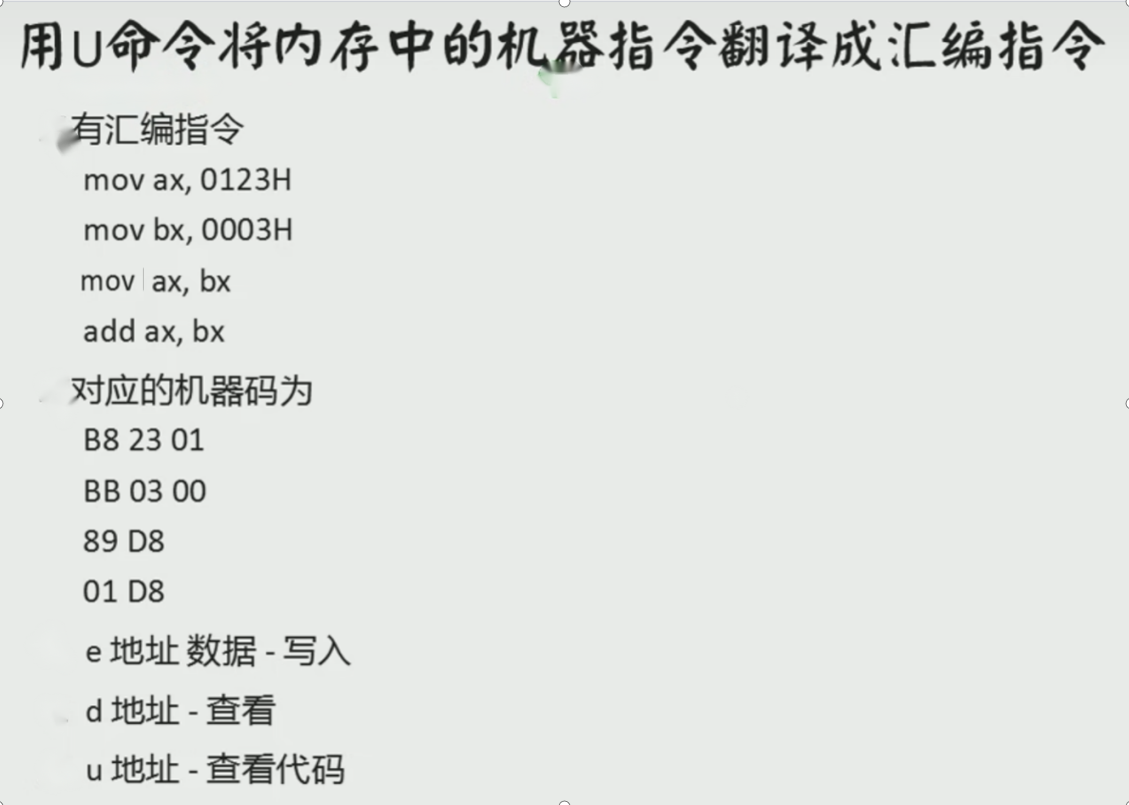 用U命令将内存中的机器指令翻译成汇编指令
有汇编指令
mov ax, 0123H
mov bx, 0003H
mov ax, bx
add ax, bx
对应的机器码为
B8 23 01
BB 03 00
89 D8
01 D8
e 地址 数据 - 写入
d 地址 - 查看
u 地址 - 查看代码